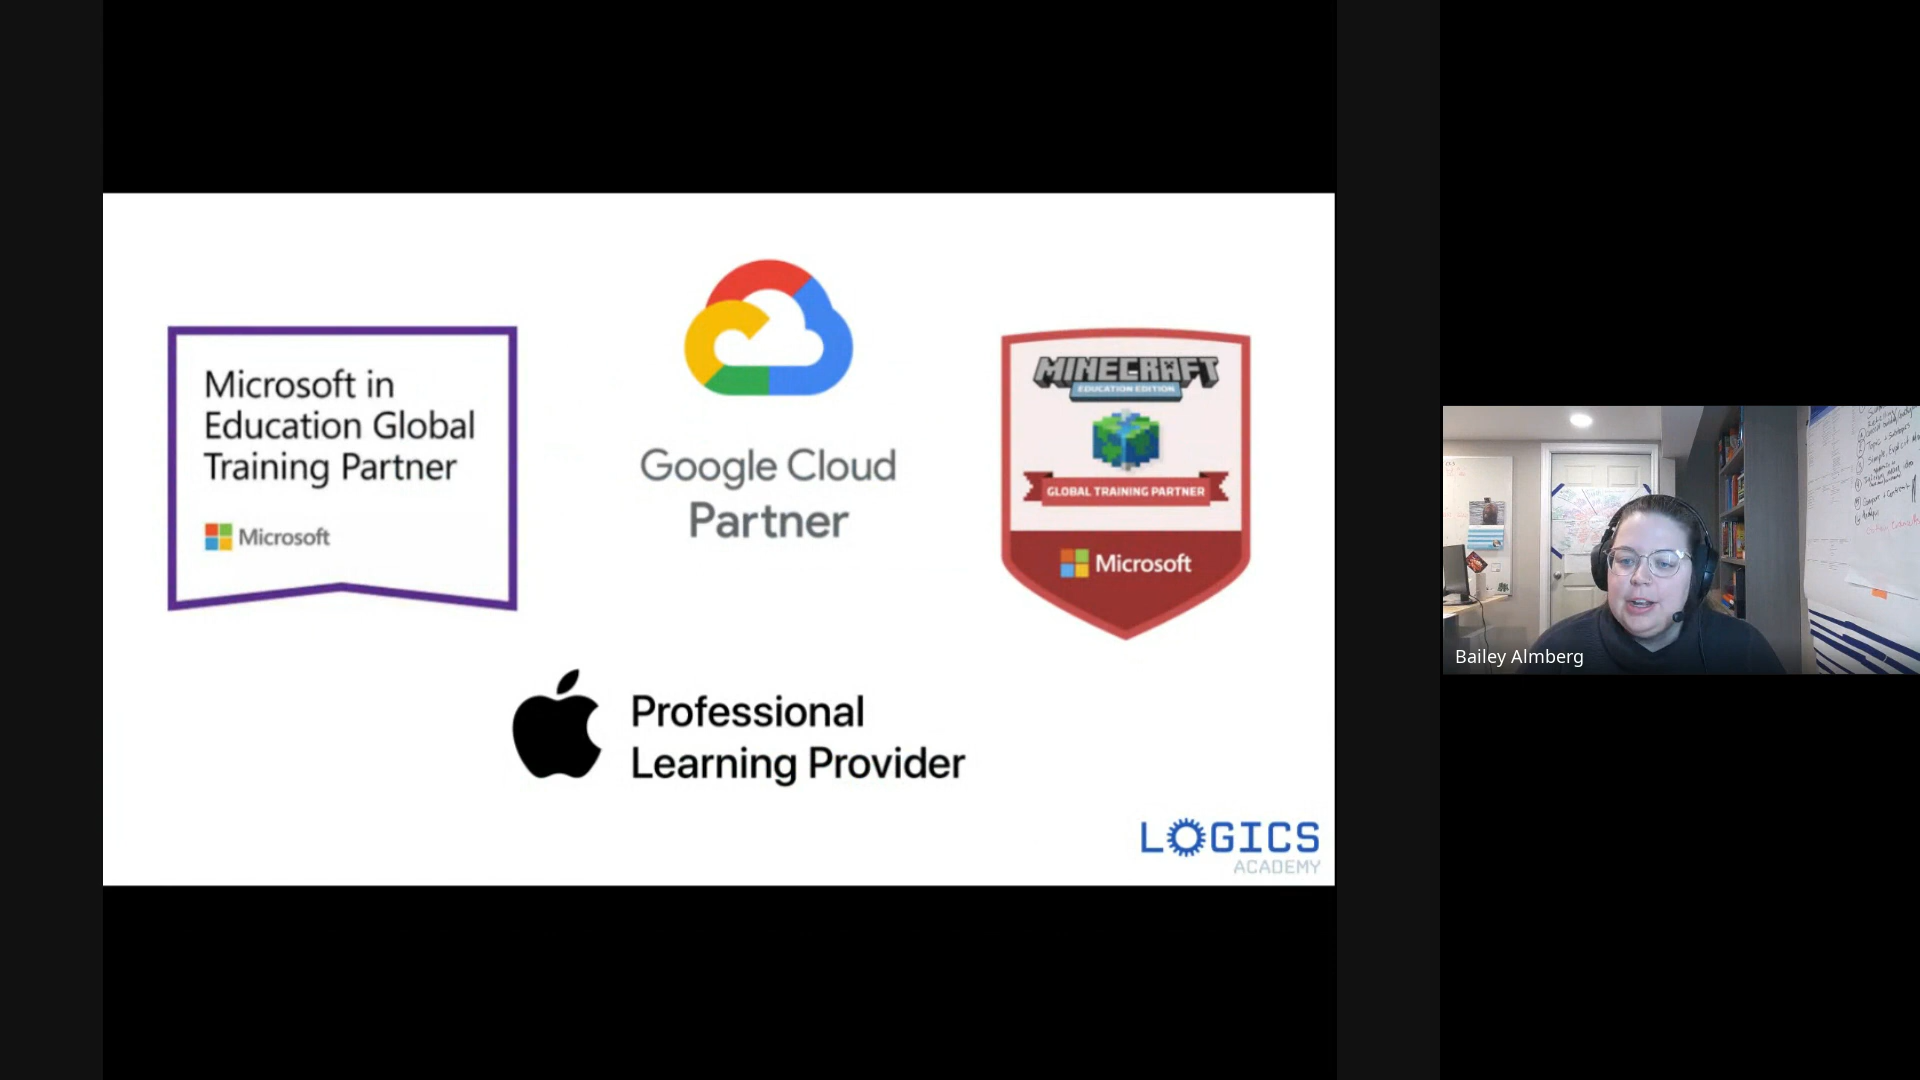 Microsoft in
Education Global
Training Partner
Microsoft
Google Cloud
Partner
MINECRAFT
EDUCATION EDITION
GLOBAL TRAINING PARTNER
Microsoft
Professional
Learning Provider
LOGICS
ACADEMY
Bailey Almberg